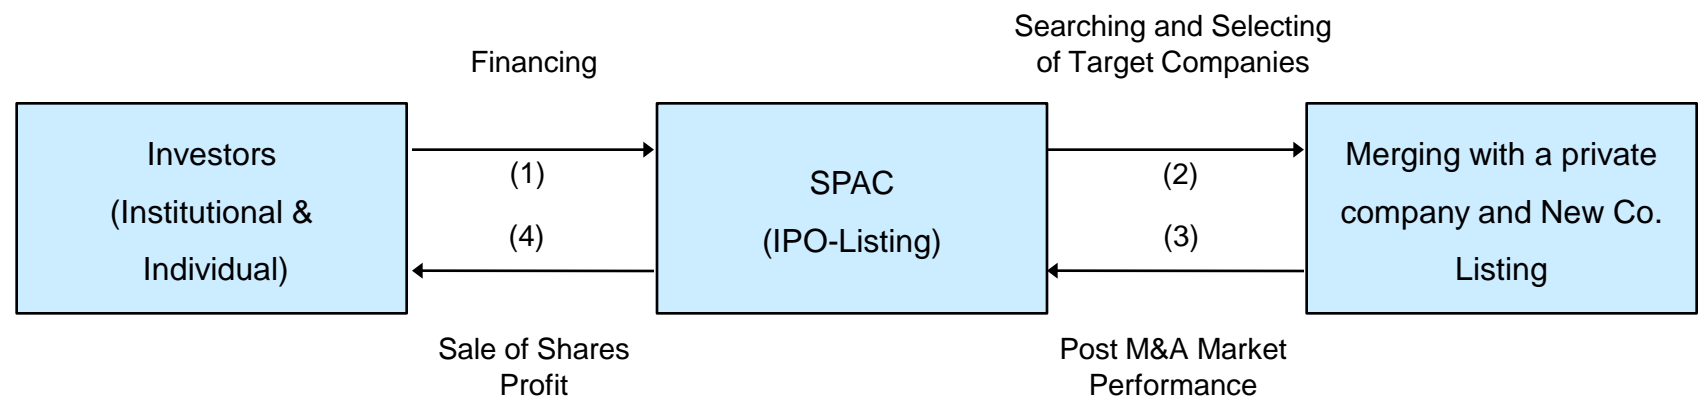 Financing
Searching and Selecting
of Target Companies
Investors
(Institutional &
Individual)
(1)
(4)
SPAC
(IPO-Listing)
(2)
(3)
Merging with a private
company and New Co.
Listing
Sale of Shares
Profit
Post M&A Market
Performance